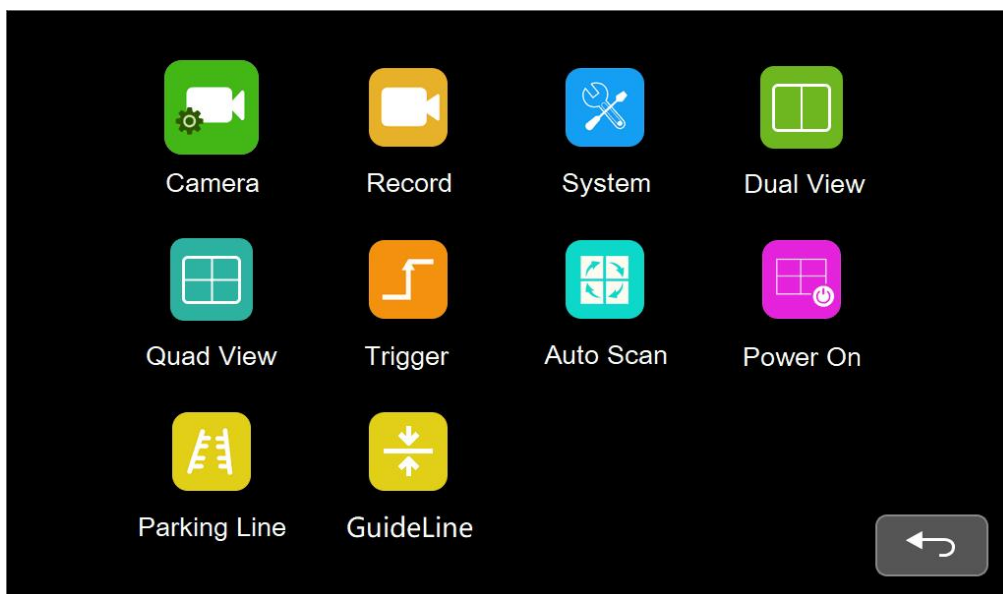 Camera
Record
System
Dual View
Quad View
Trigger
Auto Scan
Power On
Parking Line
GuideLine